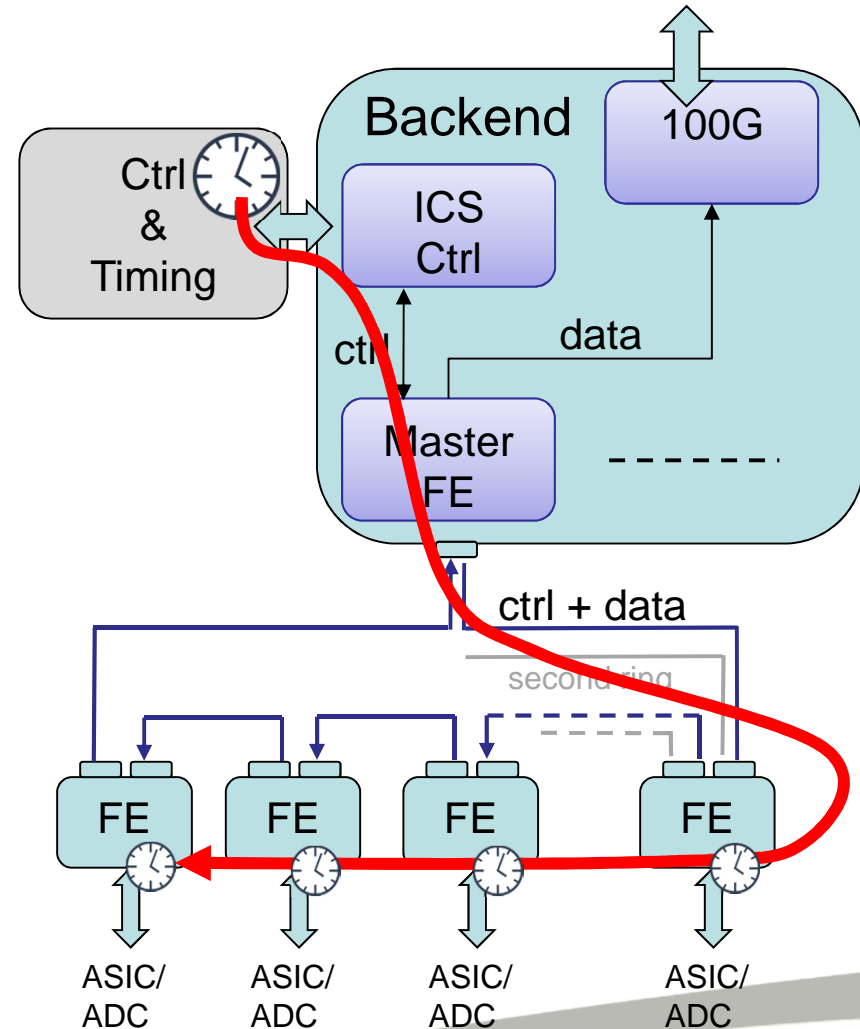 Backend
100G
Ctrl
&
Timing
ICS
Ctrl
ctrl
data
Master
FE
ctrl + data
second ring
FE
FE
FE
FE
ASIC/
ADC
ASIC/
ADC
ASIC/
ADC
ASIC/
ADC